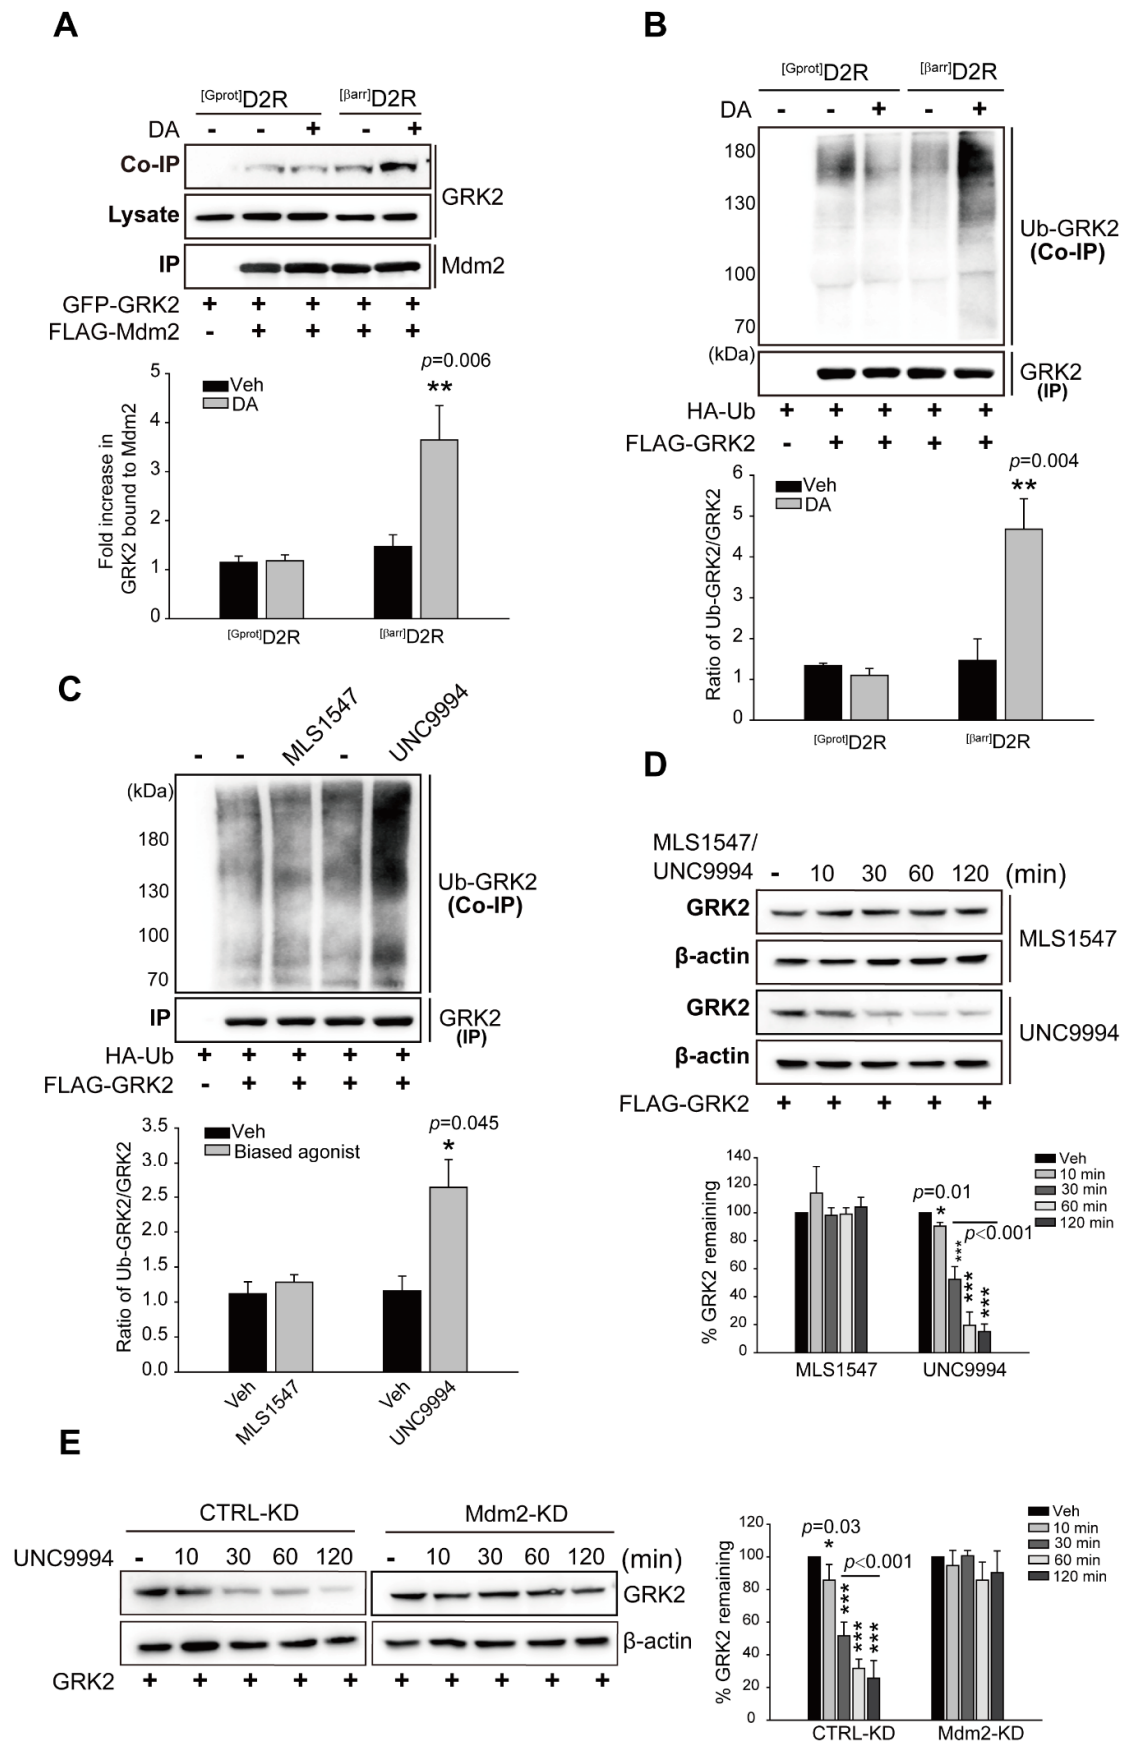 A
[Gprot]D2R [βarr]D2R
DA - - + - +
Co-IP
Lysate
GRK2
IP
Mdm2
GFP-GRK2 + + + + +
FLAG-Mdm2 - + + + +
p=0.006
**
Veh
DA
5
4
3
2
1
0
Fold increase in
GRK2 bound to Mdm2
[Gprot]D2R [βarr]D2R
B
[Gprot]D2R [βarr]D2R
DA - - + - +
180
130
100
70
(kDa)
Ub-GRK2
(Co-IP)
GRK2
(IP)
HA-Ub + + + + +
FLAG-GRK2 - + + + +
p=0.004
**
Veh
DA
6
5
4
3
2
1
0
Ratio of Ub-GRK2/GRK2
[Gprot]D2R [βarr]D2R
C
- - MLS1547 - UNC9994
(kDa)
180
130
100
70
Ub-GRK2
(Co-IP)
IP
GRK2
(IP)
HA-Ub + + + + +
FLAG-GRK2 - + + + +
p=0.045
*
Veh
Biased agonist
3.5
3.0
2.5
2.0
1.5
1.0
0.5
0.0
Ratio of Ub-GRK2/GRK2
Veh MLS1547 Veh UNC9994
D
MLS1547/
UNC9994 - 10 30 60 120 (min)
GRK2
β-actin
MLS1547
GRK2
β-actin
UNC9994
FLAG-GRK2 + + + + +
140
120
100
80
60
40
20
0
% GRK2 remaining
p=0.01
*
p<0.001
***
***
***
Veh
10 min
30 min
60 min
120 min
MLS1547 UNC9994
E
CTRL-KD Mdm2-KD
UNC9994 - 10 30 60 120 - 10 30 60 120 (min)
GRK2
β-actin
GRK2 + + + + + + + + + +
120
100
80
60
40
20
0
% GRK2 remaining
p=0.03
*
p<0.001
***
***
***
Veh
10 min
30 min
60 min
120 min
CTRL-KD Mdm2-KD